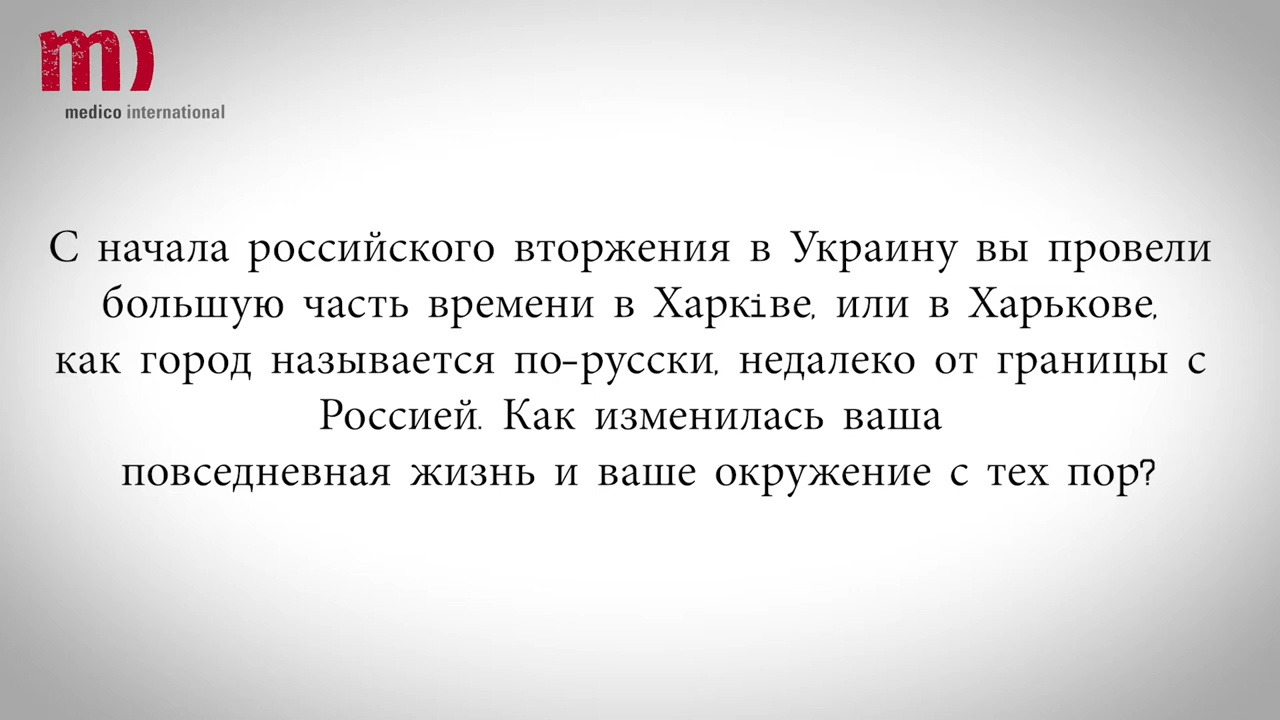 m)
medico international
С начала российского вторжения в Украину вы провели
большую часть времени в Харкiве, или в Харькове,
как город называется по-русски, недалеко от границы с
Россией. Как изменилась ваша
повседневная жизнь и ваше окружение с тех пор?